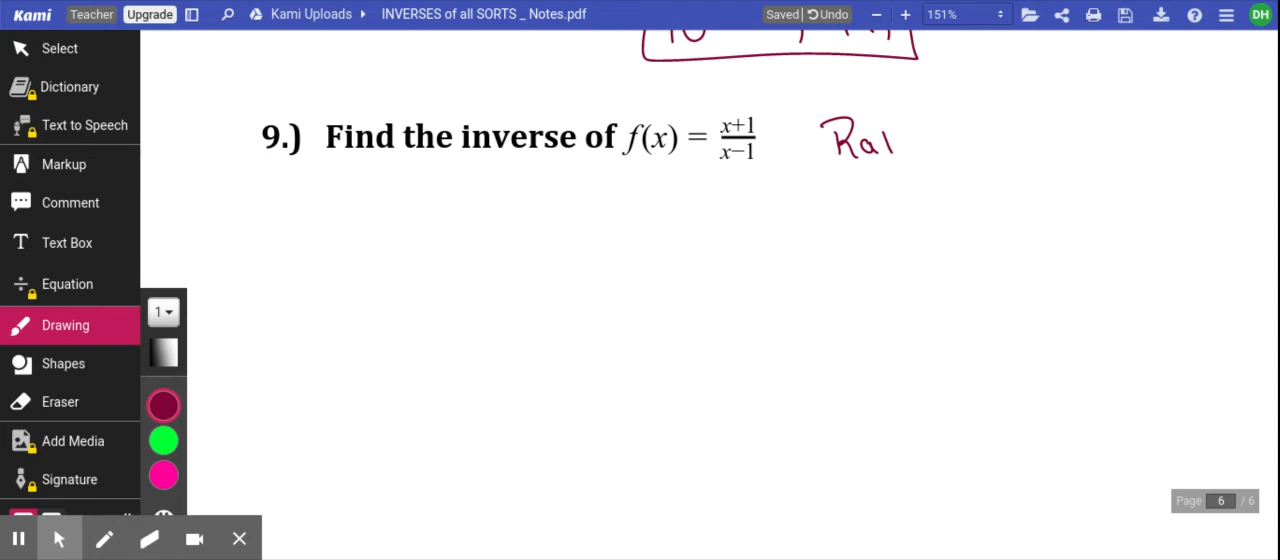 Kami Teacher Upgrade Kami Uploads INVERSES of all SORTS _ Notes.pdf Saved Undo 151% DH
Select
Dictionary
Text to Speech
Markup
Comment
Text Box
Equation
Drawing
Shapes
Eraser
Add Media
Signature
1
9.) Find the inverse of f(x) = \frac{x+1}{x−1}
Page 6 / 6